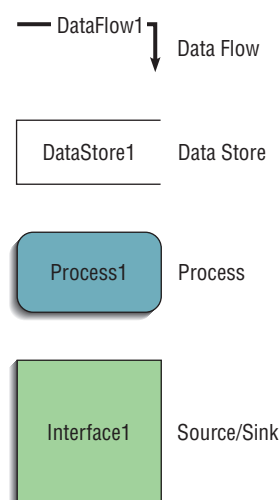 DataFlow1
Data Flow
DataStore1 Data Store
Process1 Process
Interface1 Source/Sink